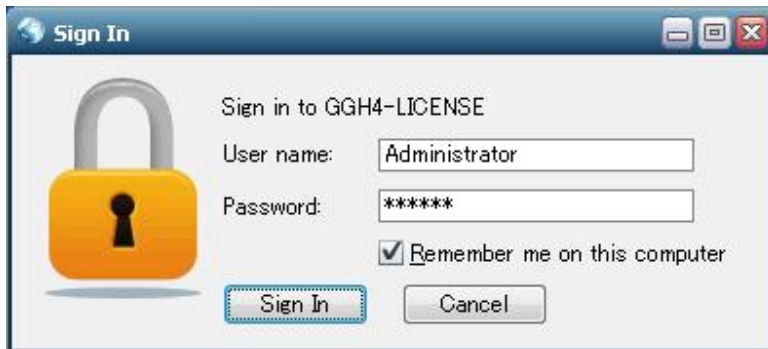 Sign In
Sign in to GGH4-LICENSE
User name: Administrator
Password: ******
Remember me on this computer
Sign In Cancel